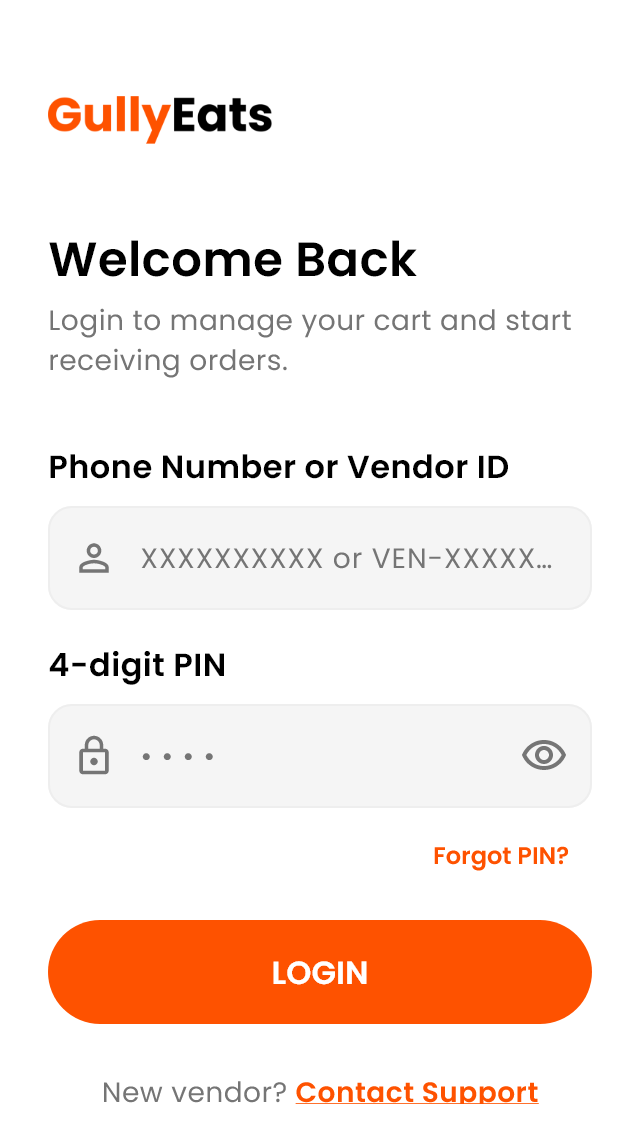 GullyEats
Welcome Back
Login to manage your cart and start
receiving orders.
Phone Number or Vendor ID
XXXXXXXXXX or VEN-XXXXX...
4-digit PIN
• • • •
Forgot PIN?
LOGIN
New vendor? Contact Support